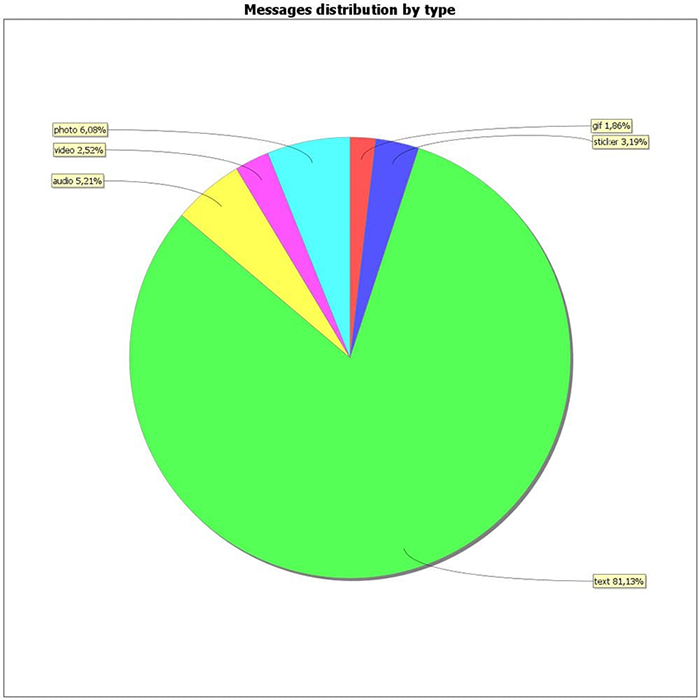 Messages distribution by type
photo 6,08%
gif 1,86%
sticker 3,19%
video 2,52%
audio 5,21%
text 81,13%